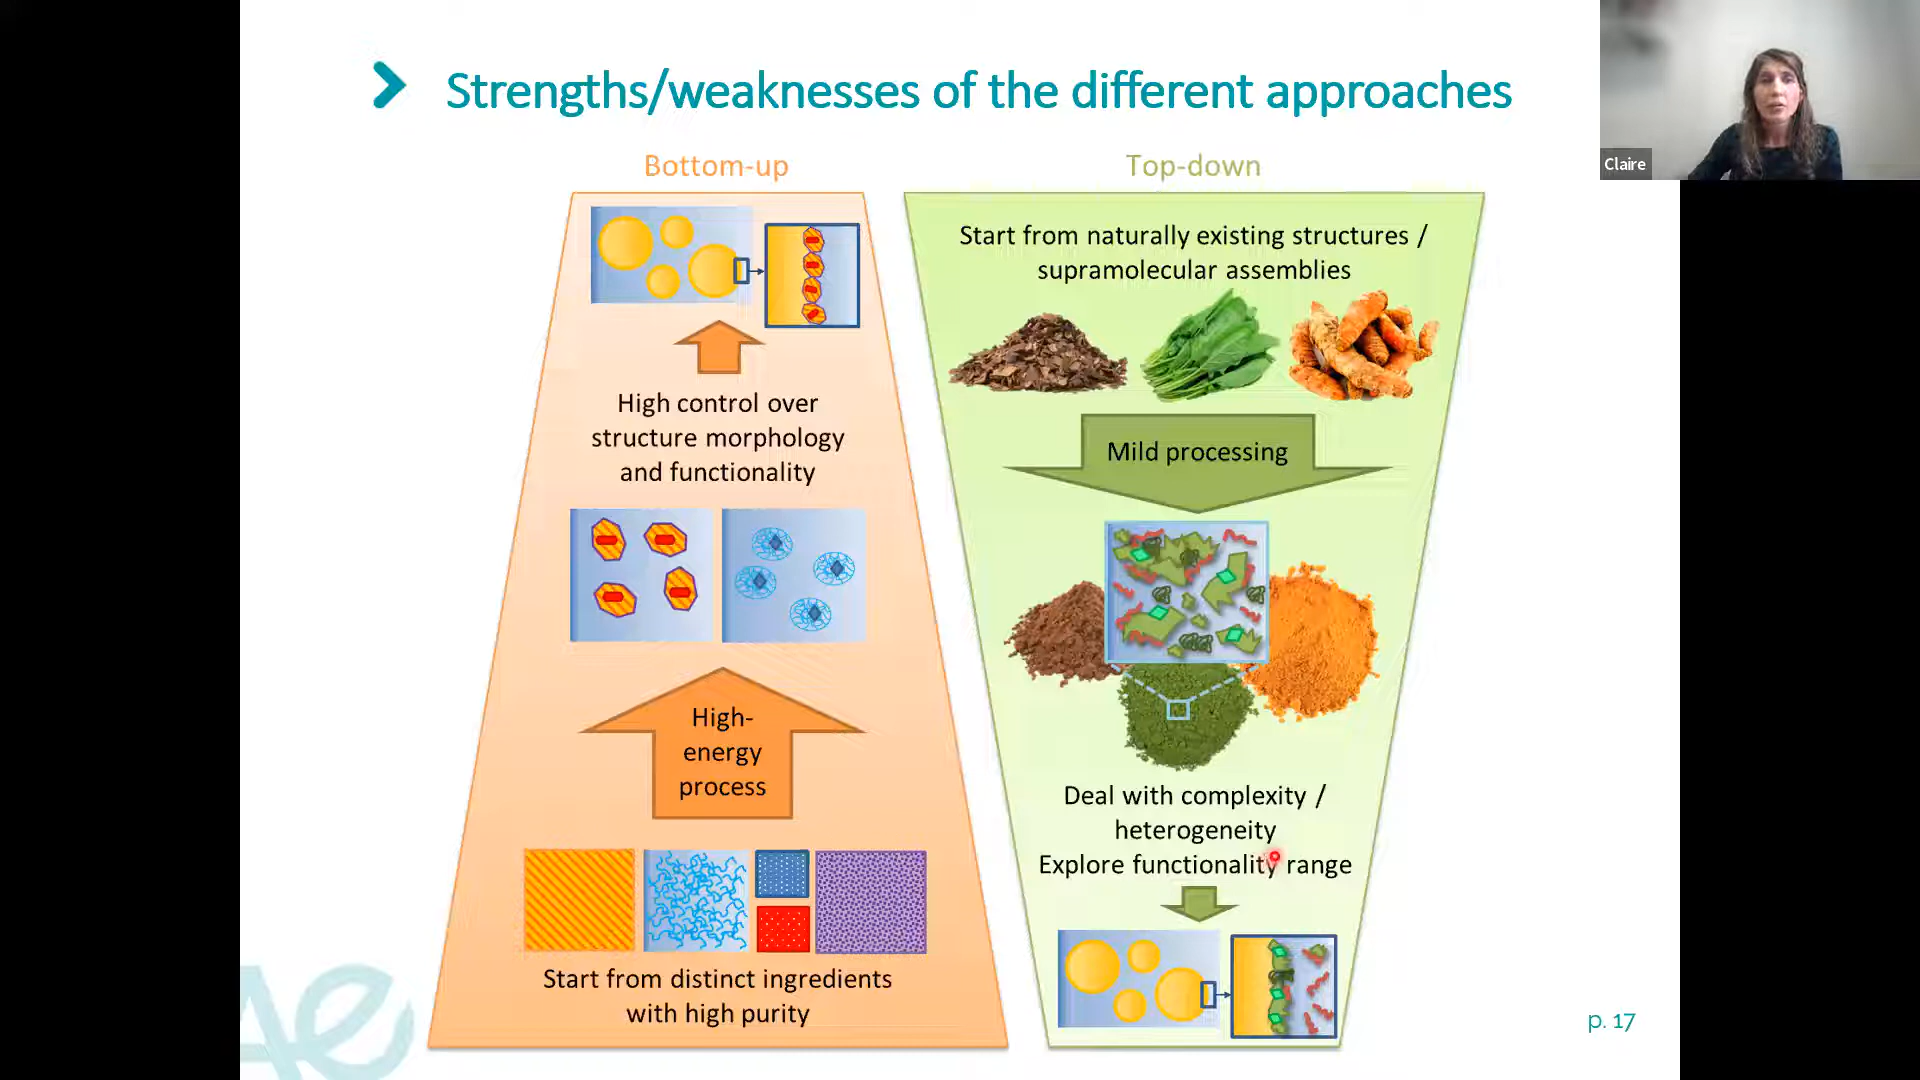 Strengths/weaknesses of the different approaches
Claire
Bottom-up
High control over
structure morphology
and functionality
High-
energy
process
Start from distinct ingredients
with high purity
Top-down
Start from naturally existing structures /
supramolecular assemblies
Mild processing
Deal with complexity /
heterogeneity
Explore functionality range
p. 17